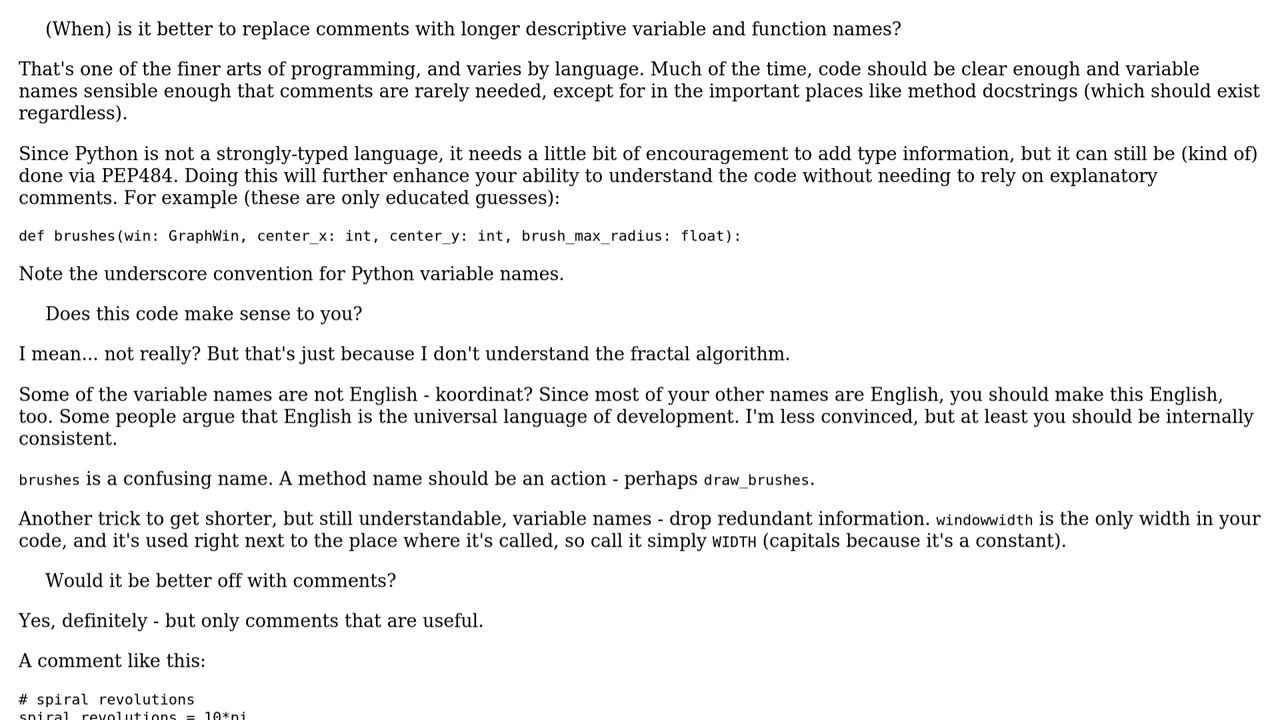 (When) is it better to replace comments with longer descriptive variable and function names?
That's one of the finer arts of programming, and varies by language. Much of the time, code should be clear enough and variable
names sensible enough that comments are rarely needed, except for in the important places like method docstrings (which should exist
regardless).
Since Python is not a strongly-typed language, it needs a little bit of encouragement to add type information, but it can still be (kind of)
done via PEP484. Doing this will further enhance your ability to understand the code without needing to rely on explanatory
comments. For example (these are only educated guesses):
def brushes(win: GraphWin, center_x: int, center_y: int, brush_max_radius: float):
Note the underscore convention for Python variable names.
Does this code make sense to you?
I mean... not really? But that's just because I don't understand the fractal algorithm.
Some of the variable names are not English - koordinat? Since most of your other names are English, you should make this English,
too. Some people argue that English is the universal language of development. I'm less convinced, but at least you should be internally
consistent.
brushes is a confusing name. A method name should be an action - perhaps draw_brushes.
Another trick to get shorter, but still understandable, variable names - drop redundant information. windowwidth is the only width in your
code, and it's used right next to the place where it's called, so call it simply WIDTH (capitals because it's a constant).
Would it be better off with comments?
Yes, definitely - but only comments that are useful.
A comment like this:
# spiral revolutions
spiral_revolutions = 10*pi